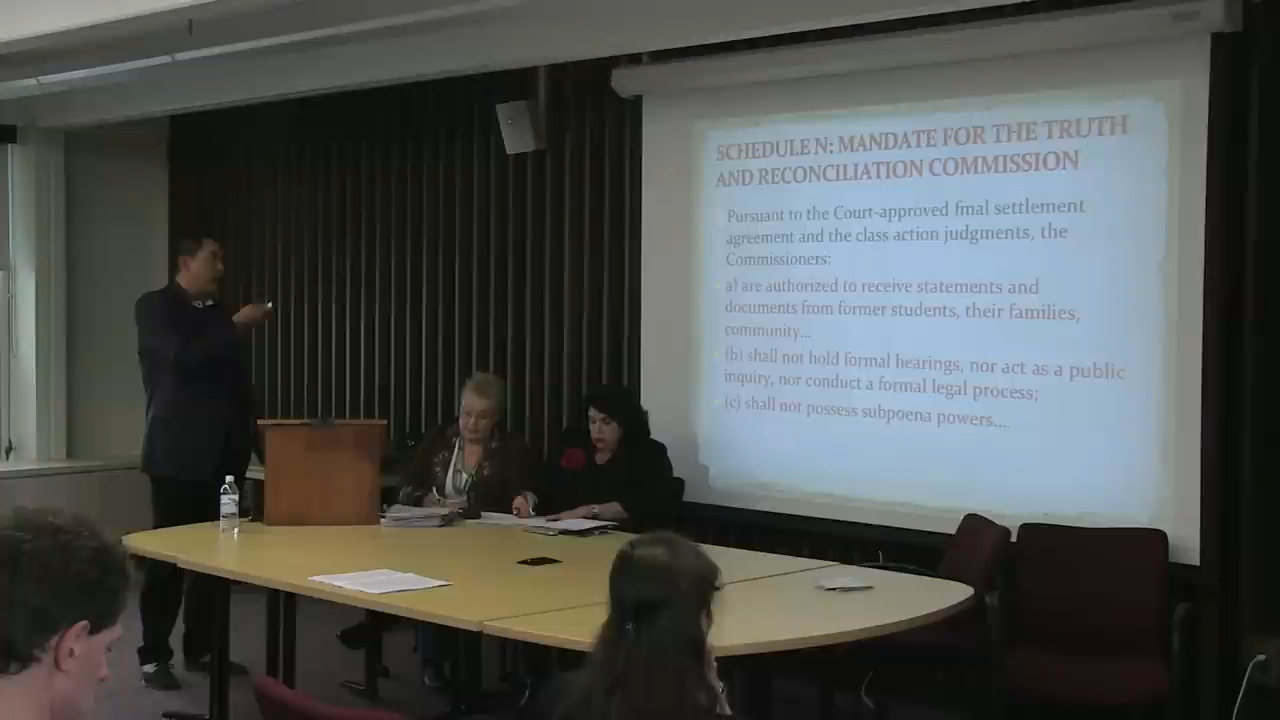 SCHEDULE N: MANDATE FOR THE TRUTH
AND RECONCILIATION COMMISSION
Pursuant to the Court-approved final settlement
agreement and the class action judgments, the
Commissioners:
a) are authorized to receive statements and
documents from former students, their families,
community...
(b) shall not hold formal hearings, nor act as a public
inquiry, nor conduct a formal legal process;
(c) shall not possess subpoena powers....